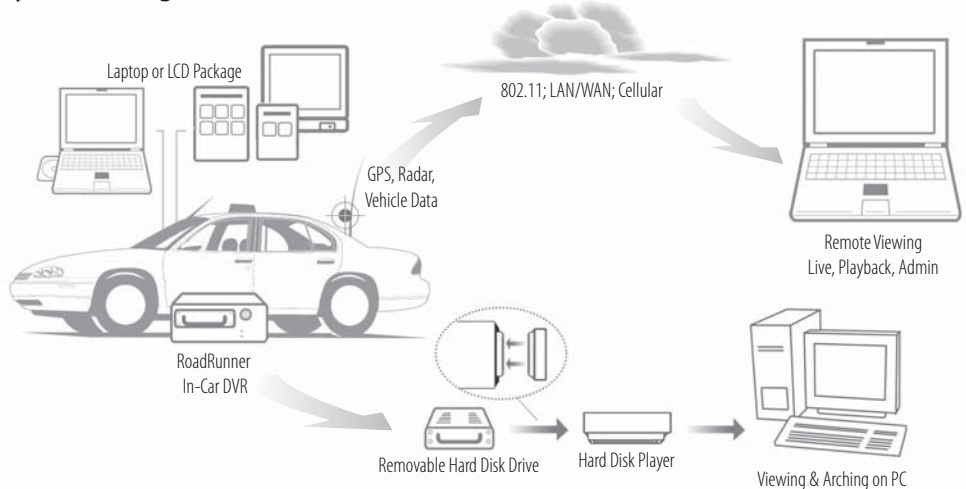 Laptop or LCD Package
802.11; LAN/WAN; Cellular
GPS, Radar,
Vehicle Data
Remote Viewing
Live, Playback, Admin
RoadRunner
In-Car DVR
Removable Hard Disk Drive
Hard Disk Player
Viewing & Arching on PC